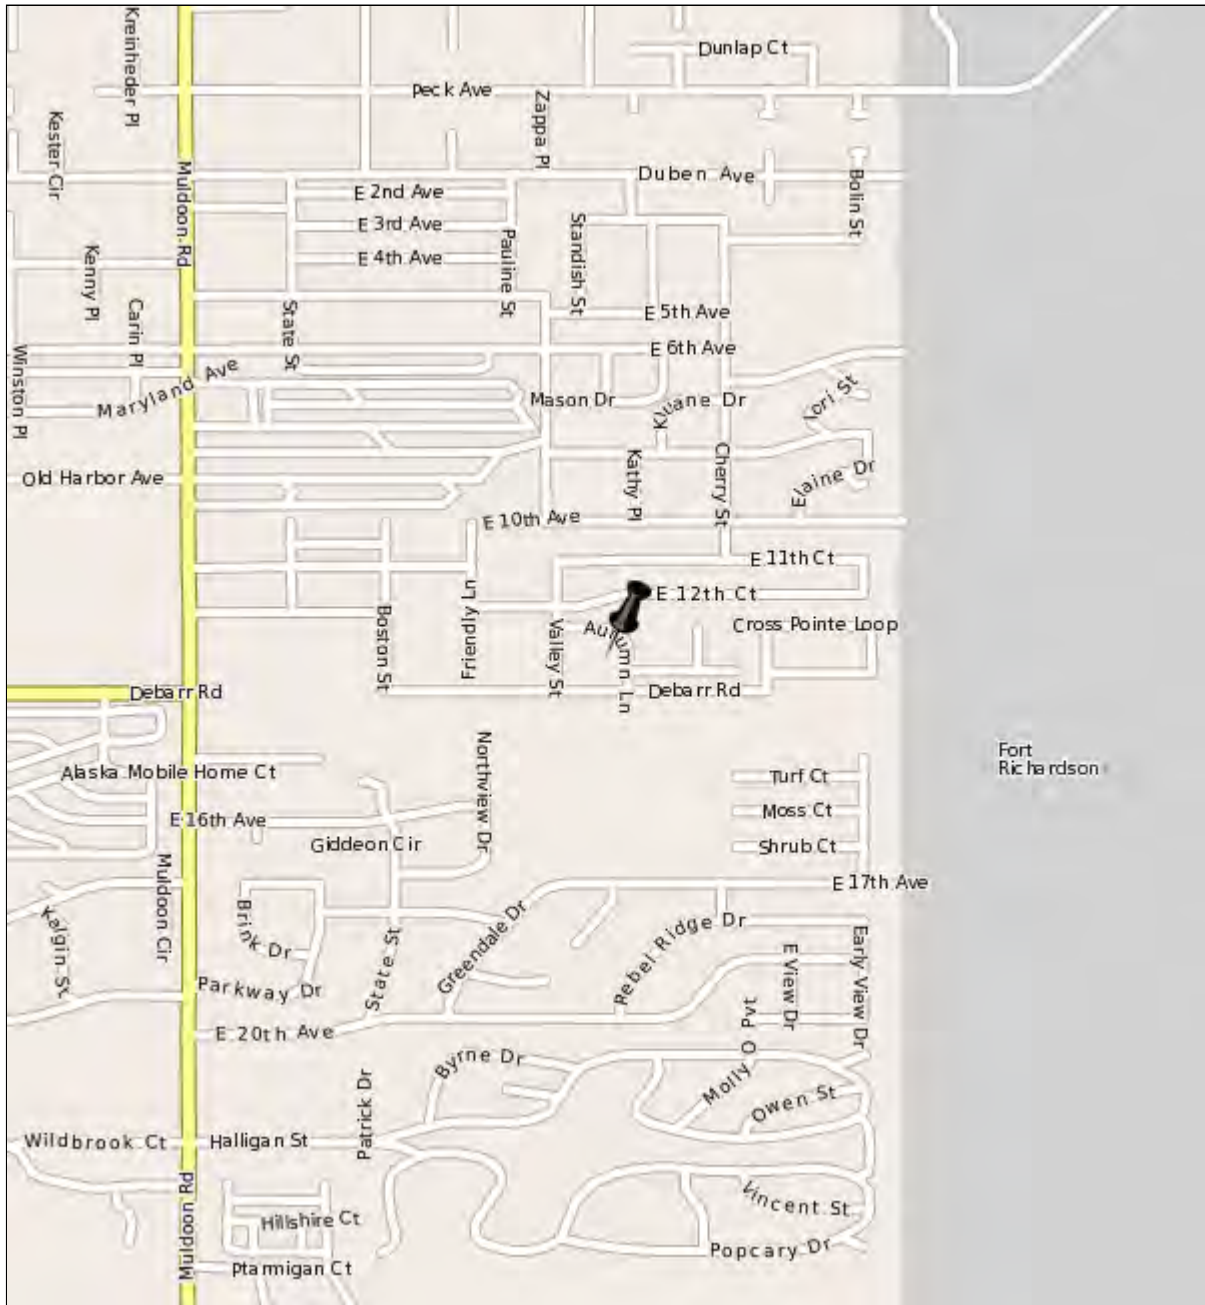 Kreinheder Pl
Dunlap Ct
Peck Ave
Zappa Pl
Kester Cir
Muldoon Rd
Duben Ave
Bolin St
E 2nd Ave
E 3rd Ave
E 4th Ave
Pauline St
Standish St
Kenny Pl
Carin Pl
State St
E 5th Ave
E 6th Ave
Winston Pl
Maryland Ave
Mason Dr
Kwane Dr
Lori St
Old Harbor Ave
Kathy Pl
Cherry St
Elaine Dr
E 10th Ave
E 11th Ct
E 12th Ct
Boston St
Friendly Ln
Valley St
Autumn Ln
Cross Pointe Loop
Debarr Rd
Debarr Rd
Fort
Richardson
Northview Dr
Alaska Mobile Home Ct
Turf Ct
Moss Ct
Shrub Ct
E 16th Ave
Giddeon Cir
Muldoon Cir
E 17th Ave
Kalgin St
Brink Dr
State St
Greendale Dr
Rebel Ridge Dr
E View Dr
Early View Dr
Parkway Dr
E 20th Ave
Molly O Pvt
Byrne Dr
Owen St
Patrick Dr
Wildbrook Ct
Halligan St
Muldoon Rd
Vincent St
Hillshire Ct
Popcary Dr
Ptarmigan Ct